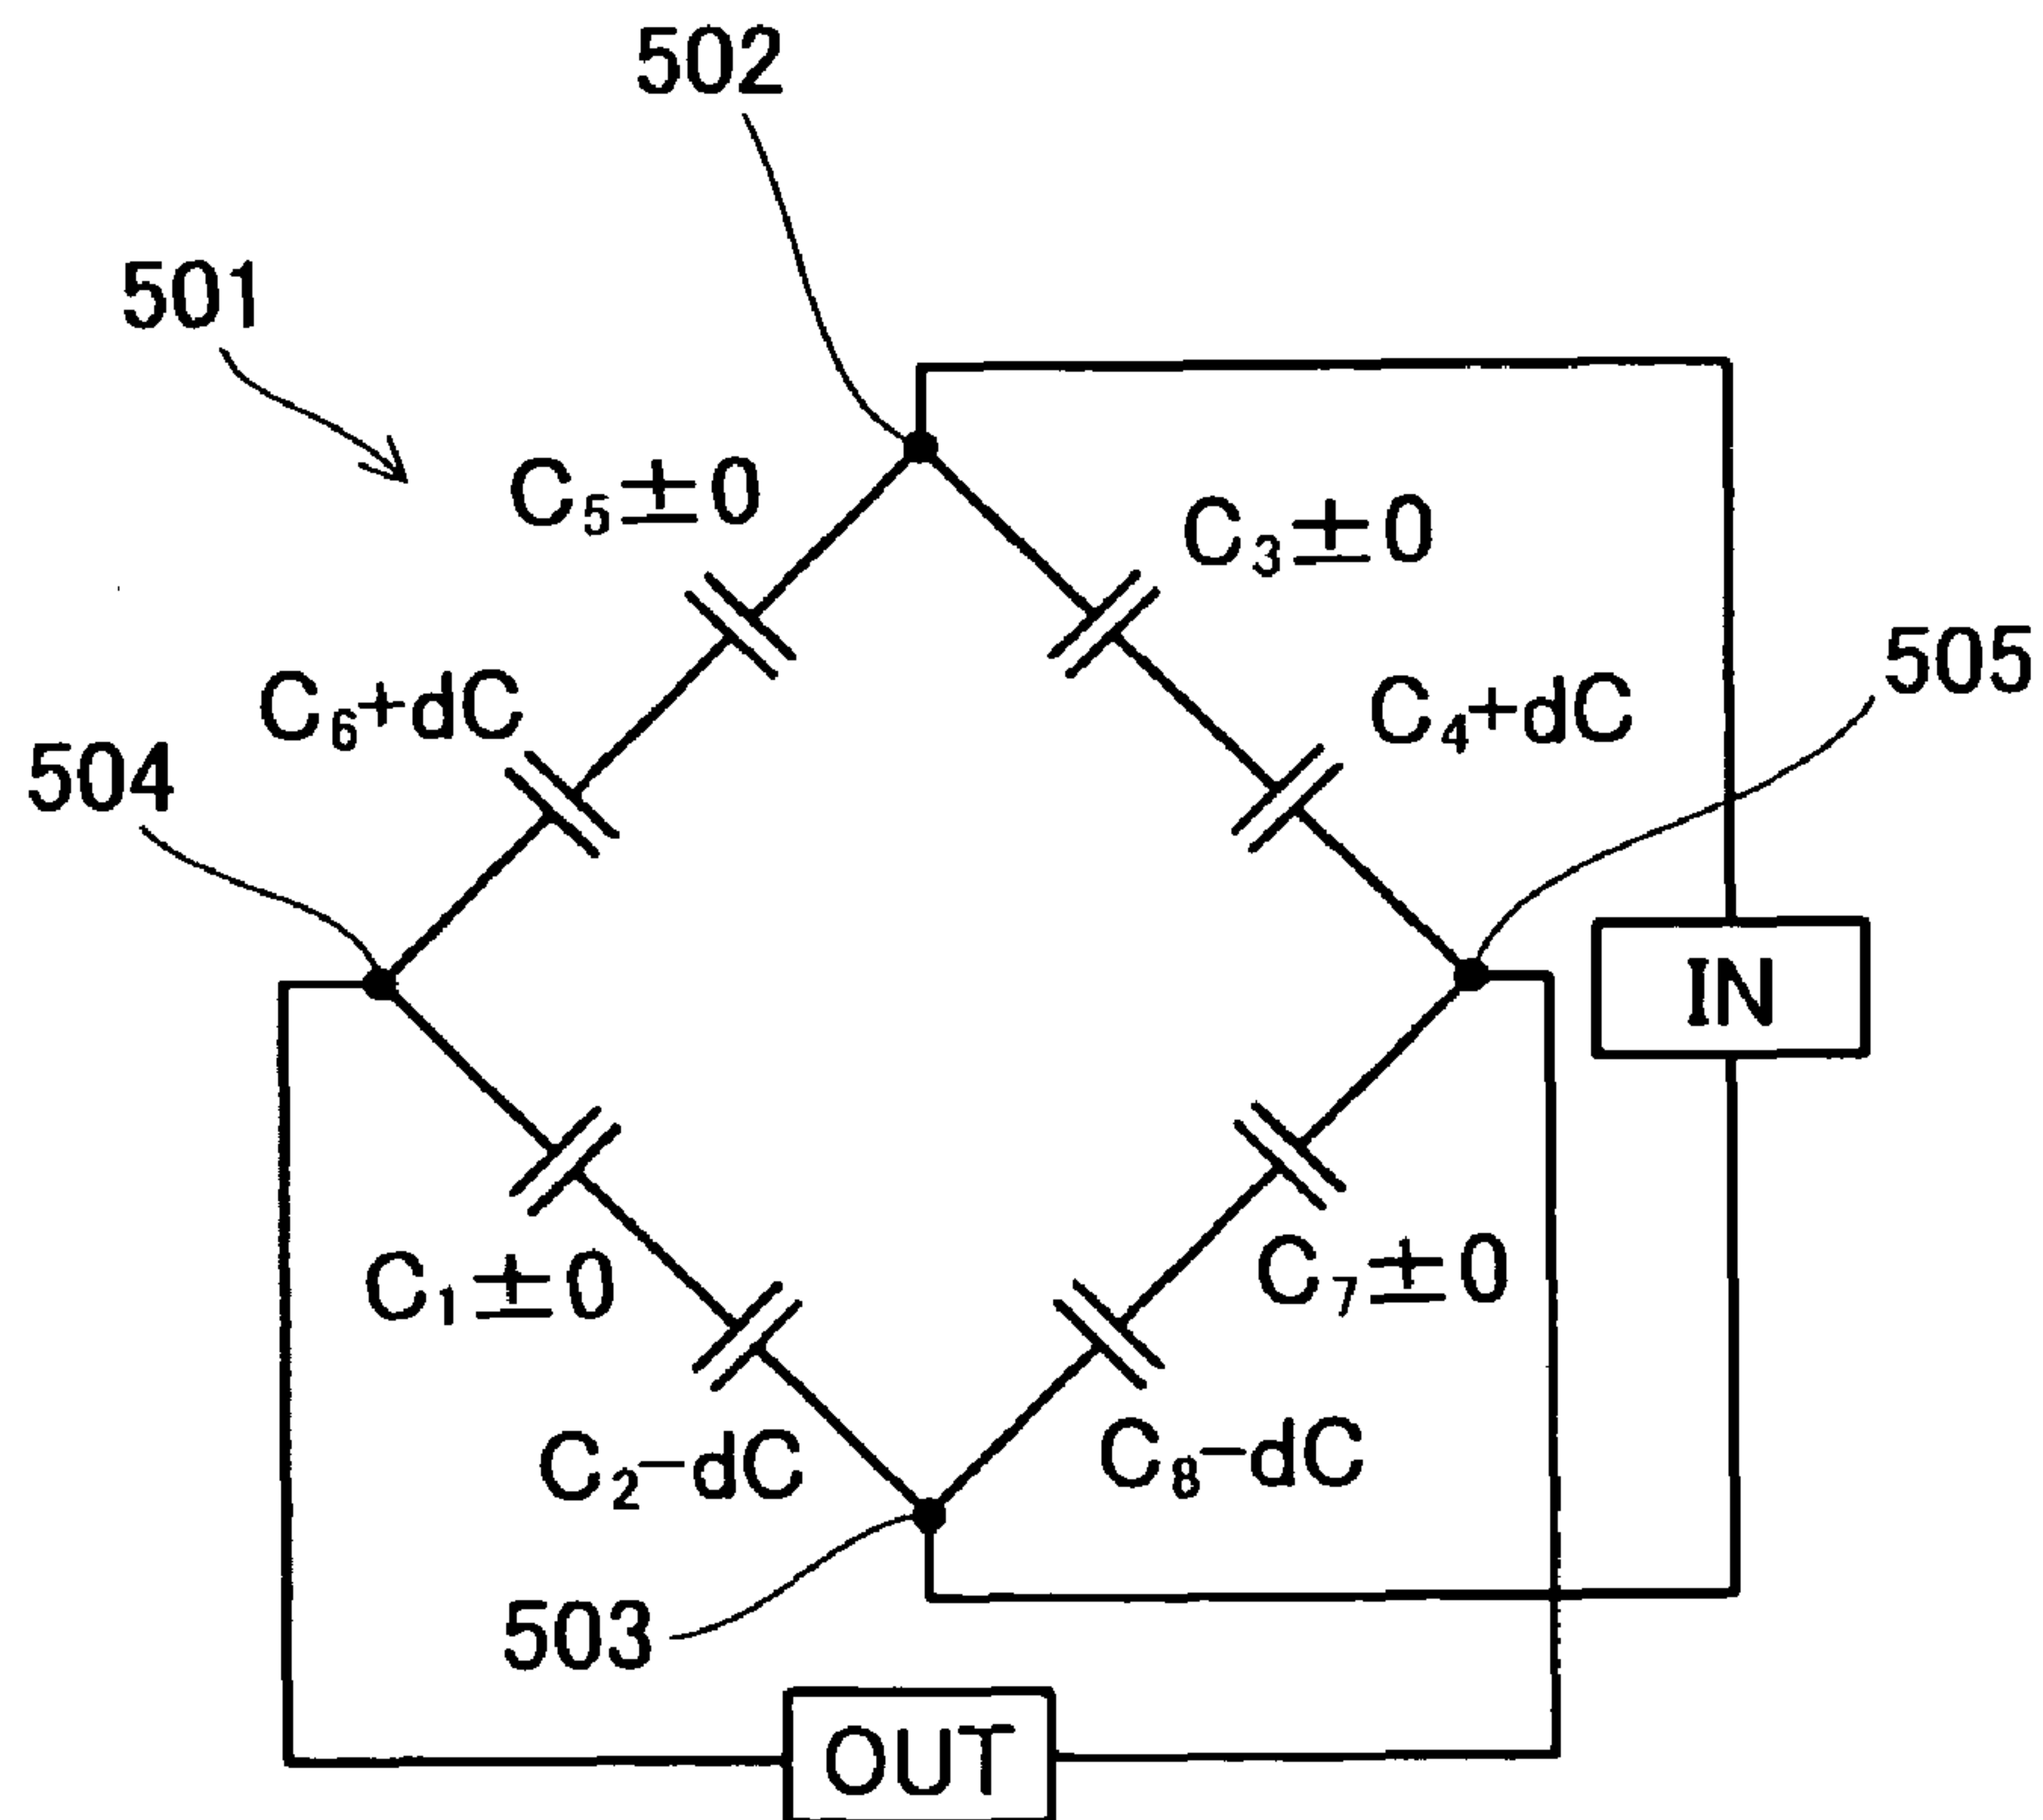 502
501
C₅±0
C₃±0
505
C₆+dC
C₄+dC
504
IN
C₁±0
C₇±0
C₂−dC
C₈−dC
503
OUT